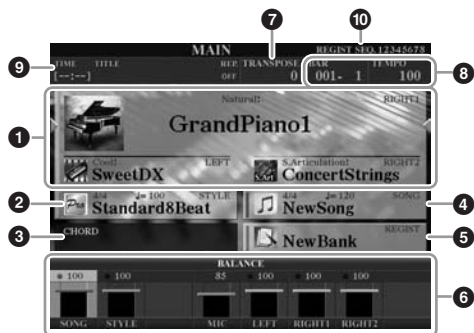 7 10
MAIN REGIST SEQ. 12345678
9 TIME TITLE REP. TRANSPOSE BAR TEMPO 8
[--:--] OFF 0 001- 1 100
1 Natural! RIGHT1
GrandPiano1
Cool! LEFT S.Articulation! RIGHT2
SweetDX ConcertStrings
2 4/4 ♩= 100 STYLE 4/4 ♩= 120 SONG 4
Pro Standard8Beat NewSong
3 CHORD REGIST 5
NewBank
BALANCE
100 100 85 100 100 100 6
SONG STYLE MIC LEFT RIGHT1 RIGHT2